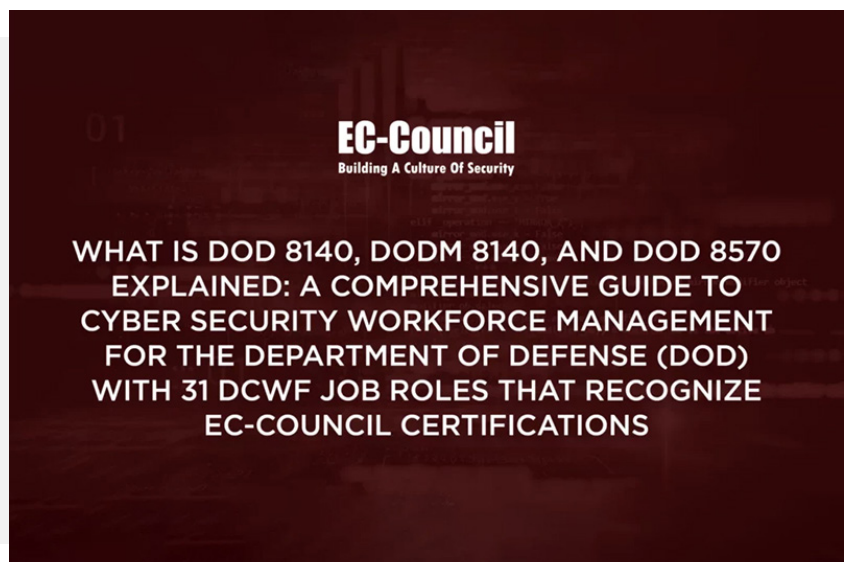 01
EC-Council
Building A Culture Of Security
WHAT IS DOD 8140, DODM 8140, AND DOD 8570
EXPLAINED: A COMPREHENSIVE GUIDE TO
CYBER SECURITY WORKFORCE MANAGEMENT
FOR THE DEPARTMENT OF DEFENSE (DOD)
WITH 31 DCWF JOB ROLES THAT RECOGNIZE
EC-COUNCIL CERTIFICATIONS